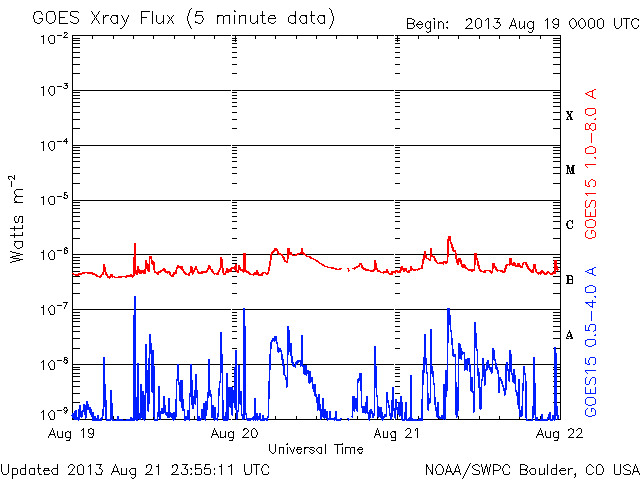 GOES Xray Flux (5 minute data)
Begin: 2013 Aug 19 0000 UTC
10⁻²
10⁻³
10⁻⁴
10⁻⁵
10⁻⁶
10⁻⁷
10⁻⁸
10⁻⁹
Watts m⁻²
X
M
C
B
A
GOES15 1.0-8.0 A
GOES15 0.5-4.0 A
Aug 19
Aug 20
Aug 21
Aug 22
Universal Time
Updated 2013 Aug 21 23:55:11 UTC
NOAA/SWPC Boulder, CO USA